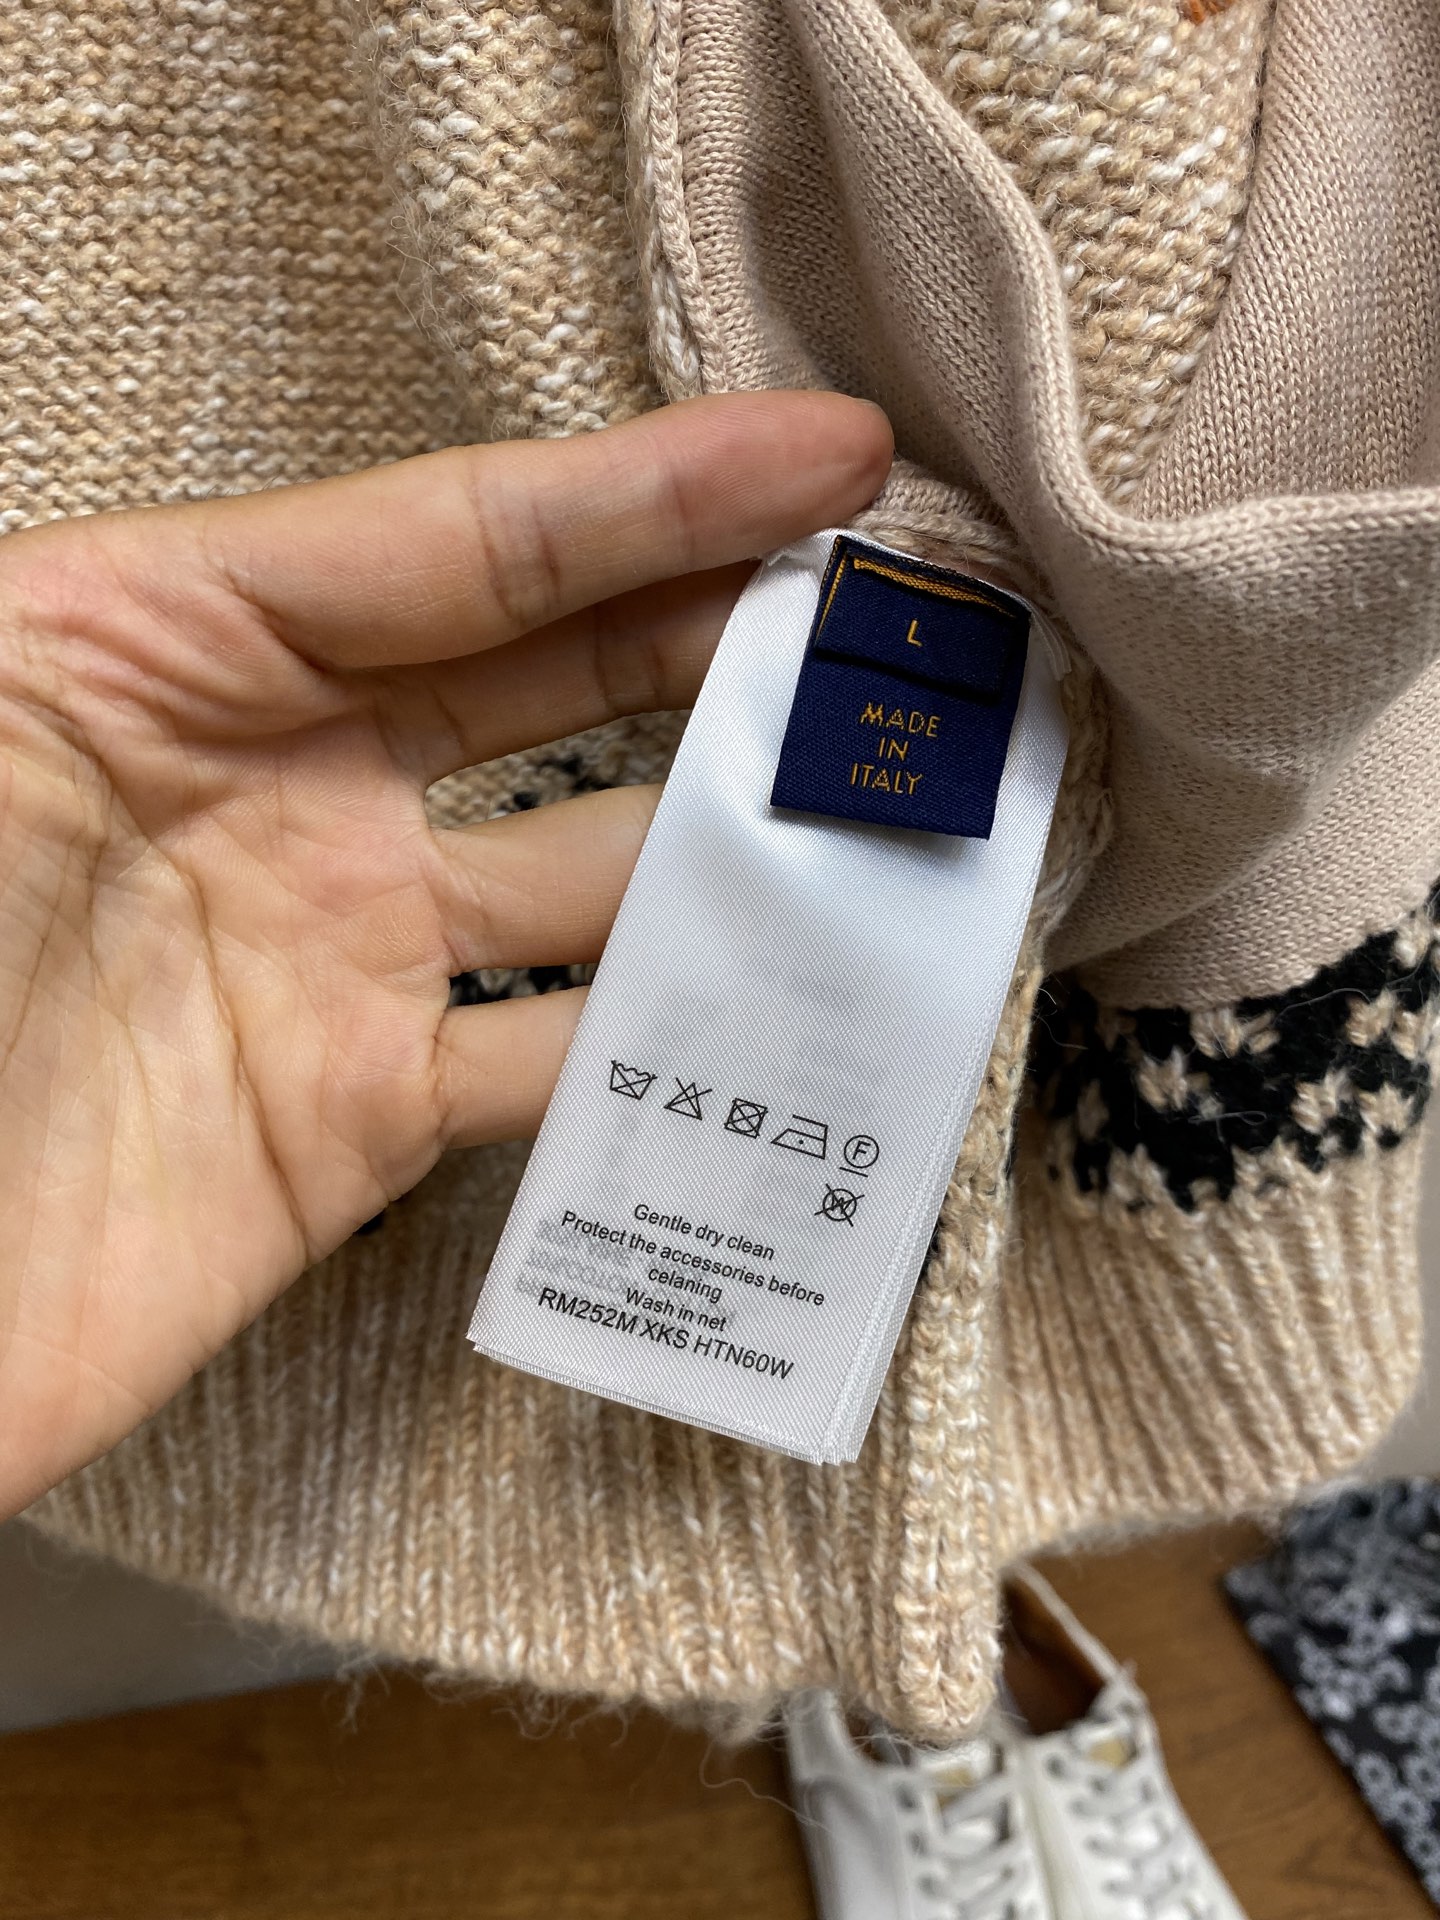 L
MADE
IN
ITALY
F
W
Gentle dry clean
Protect the accessories before
celaning
Wash in net
RM252M XKS HTN60W